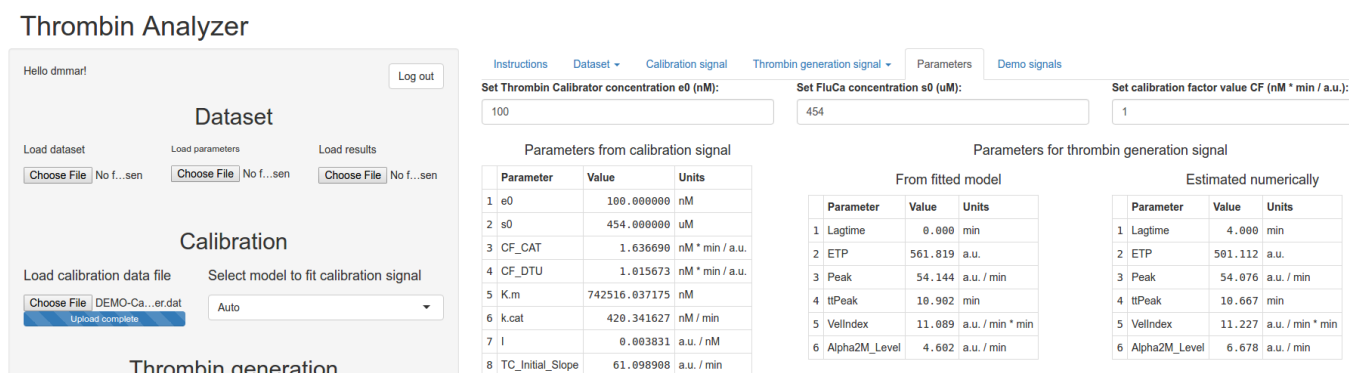 Thrombin Analyzer
Hello dmmar!
Log out
Dataset
Load dataset Load parameters Load results
Choose File No f...sen Choose File No f...sen Choose File No f...sen
Calibration
Load calibration data file Select model to fit calibration signal
Choose File DEMO-Ca...er.dat Auto
Upload complete
Thrombin generation
Instructions Dataset Calibration signal Thrombin generation signal Parameters Demo signals
Set Thrombin Calibrator concentration e0 (nM): Set FluCa concentration s0 (uM): Set calibration factor value CF (nM * min / a.u.):
100 454 1
Parameters from calibration signal
Parameter Value Units
1 e0 100.000000 nM
2 s0 454.000000 uM
3 CF_CAT 1.636690 nM * min / a.u.
4 CF_DTU 1.015673 nM * min / a.u.
5 K.m 742516.037175 nM
6 k.cat 420.341627 nM / min
7 I 0.003831 a.u. / nM
8 TC_Initial_Slope 61.098908 a.u. / min
Parameters for thrombin generation signal
From fitted model
Parameter Value Units
1 Lagtime 0.000 min
2 ETP 561.819 a.u.
3 Peak 54.144 a.u. / min
4 ttPeak 10.902 min
5 VelIndex 11.089 a.u. / min * min
6 Alpha2M_Level 4.602 a.u. / min
Estimated numerically
Parameter Value Units
1 Lagtime 4.000 min
2 ETP 501.112 a.u.
3 Peak 54.076 a.u. / min
4 ttPeak 10.667 min
5 VelIndex 11.227 a.u. / min * min
6 Alpha2M_Level 6.678 a.u. / min